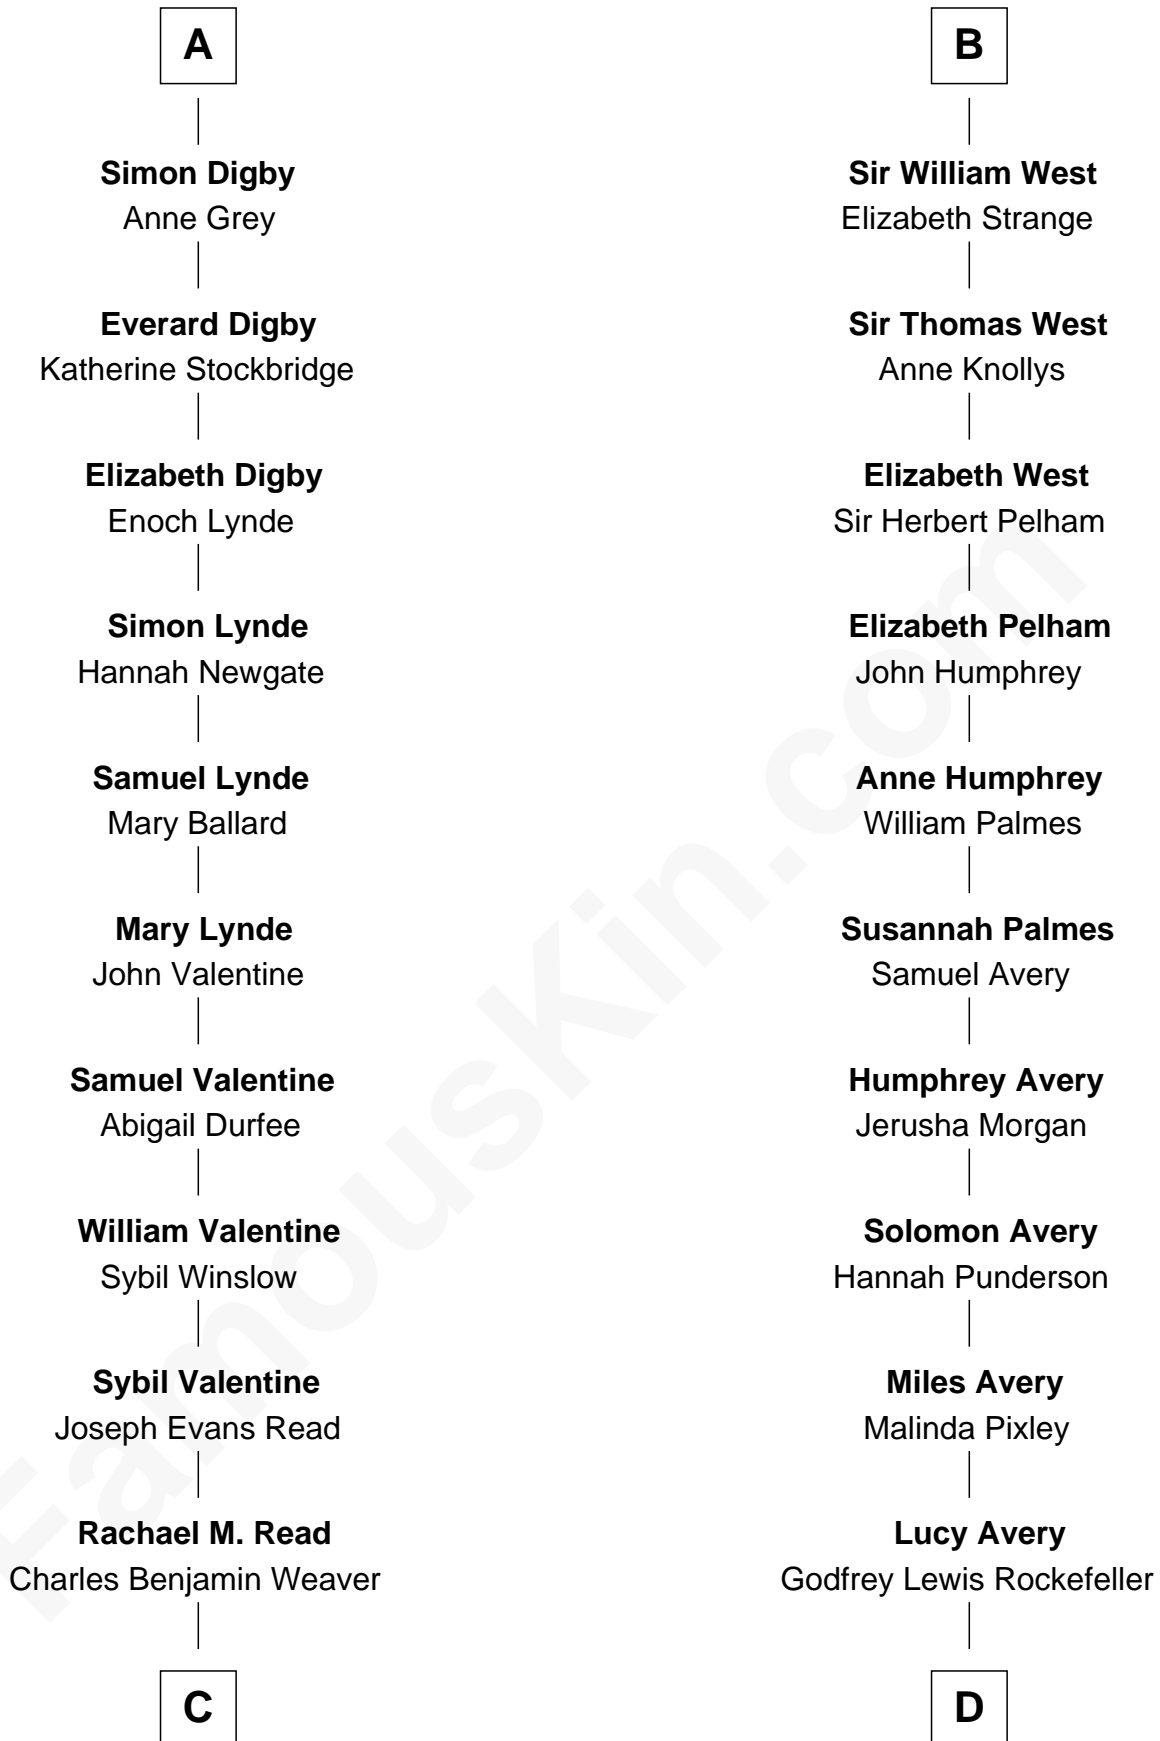 A
Simon Digby
Anne Grey
Everard Digby
Katherine Stockbridge
Elizabeth Digby
Enoch Lynde
Simon Lynde
Hannah Newgate
Samuel Lynde
Mary Ballard
Mary Lynde
John Valentine
Samuel Valentine
Abigail Durfee
William Valentine
Sybil Winslow
Sybil Valentine
Joseph Evans Read
Rachael M. Read
Charles Benjamin Weaver
C
B
Sir William West
Elizabeth Strange
Sir Thomas West
Anne Knollys
Elizabeth West
Sir Herbert Pelham
Elizabeth Pelham
John Humphrey
Anne Humphrey
William Palmes
Susannah Palmes
Samuel Avery
Humphrey Avery
Jerusha Morgan
Solomon Avery
Hannah Punderson
Miles Avery
Malinda Pixley
Lucy Avery
Godfrey Lewis Rockefeller
D
FamousKin.com